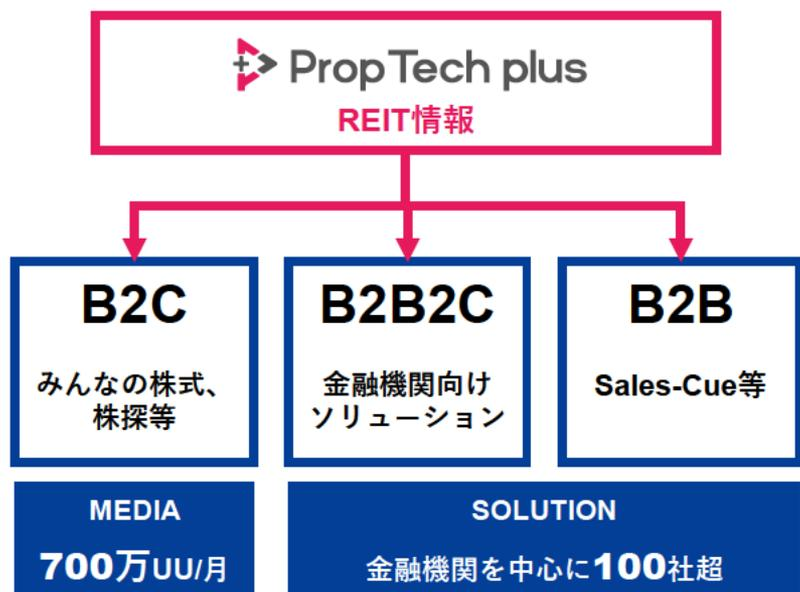 PropTech plus
REIT情報
B2C
みんなの株式、
株探等
B2B2C
金融機関向け
ソリューション
B2B
Sales-Cue等
MEDIA
700万UU/月
SOLUTION
金融機関を中心に100社超